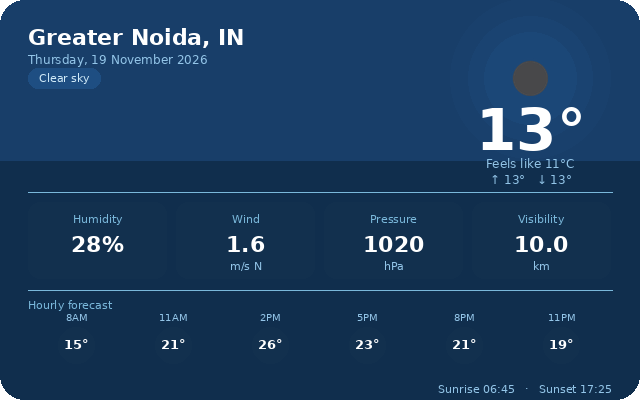 Greater Noida, IN
Thursday, 19 November 2026
Clear sky
13°
Feels like 11°C
↑ 13° ↓ 13°
Humidity Wind Pressure Visibility
28% 1.6 1020 10.0
m/s N hPa km
Hourly forecast
8AM 11AM 2PM 5PM 8PM 11PM
15° 21° 26° 23° 21° 19°
Sunrise 06:45 · Sunset 17:25